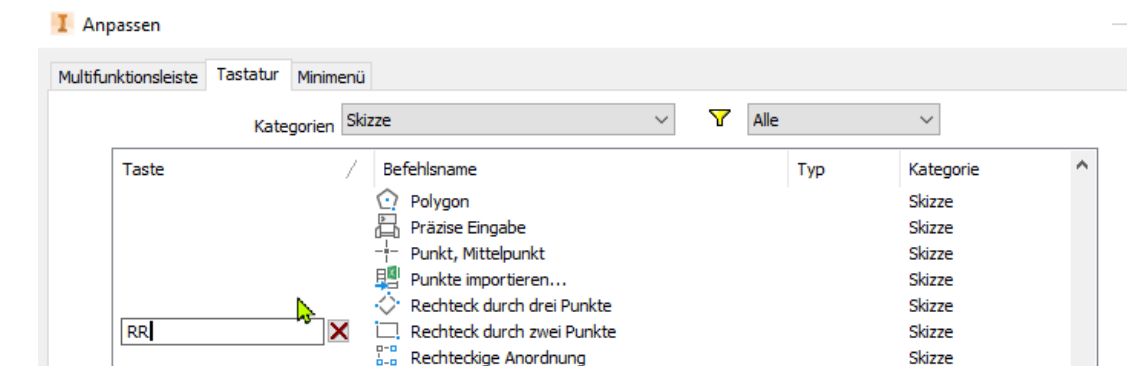 Anpassen
Multifunktionsleiste Tastatur Minimenü
Kategorien Skizze Alle
Taste Befehlsname Typ Kategorie
Polygon Skizze
Präzise Eingabe Skizze
Punkt, Mittelpunkt Skizze
Punkte importieren... Skizze
Rechteck durch drei Punkte Skizze
RR Rechteck durch zwei Punkte Skizze
Rechteckige Anordnung Skizze